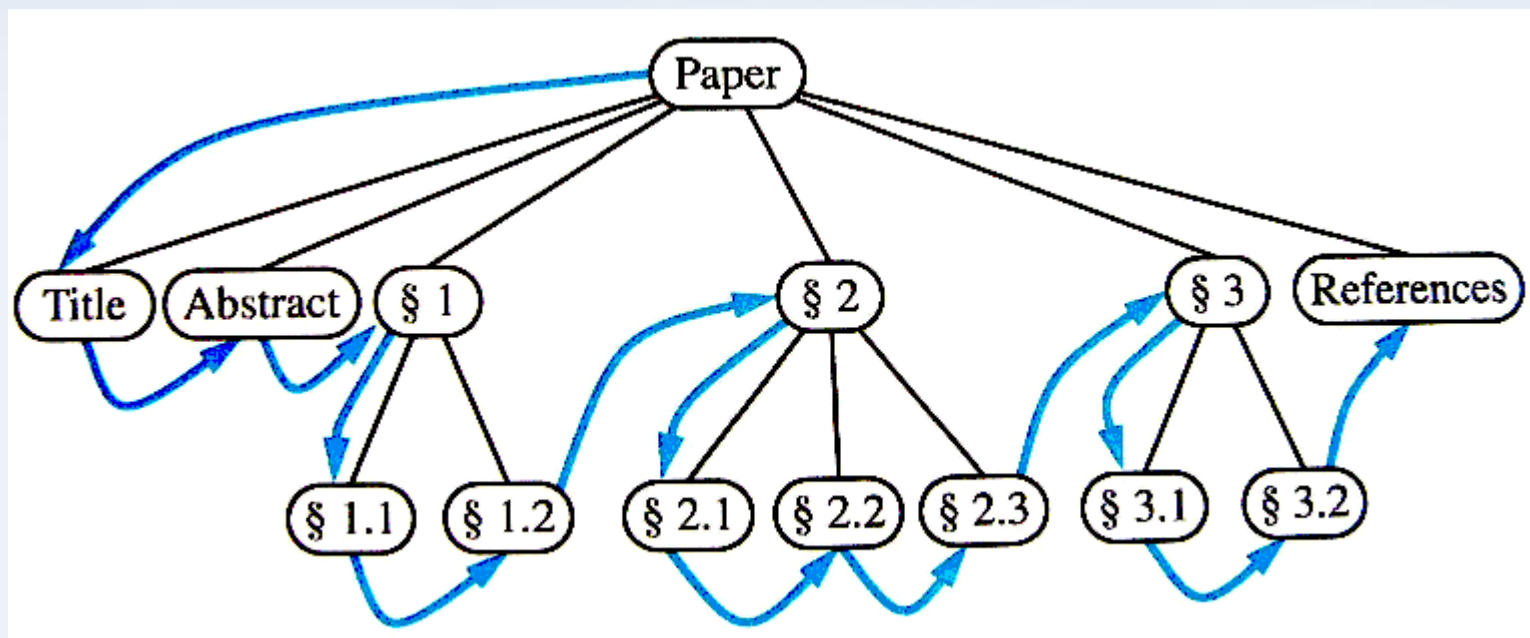 Paper
Title Abstract § 1 § 2 § 3 References
§ 1.1 § 1.2 § 2.1 § 2.2 § 2.3 § 3.1 § 3.2